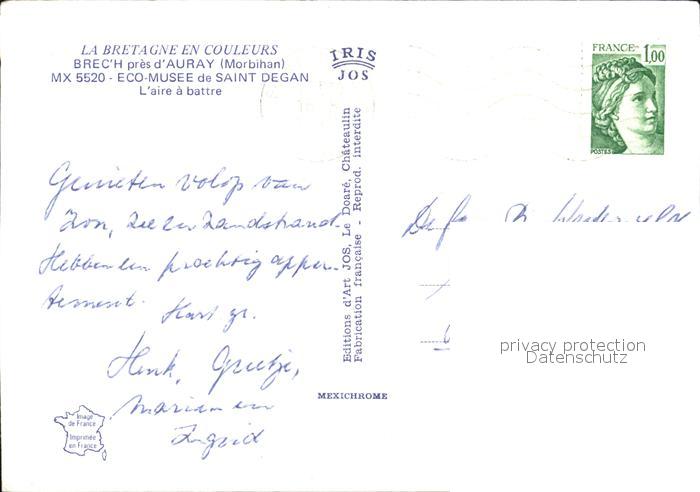 LA BRETAGNE EN COULEURS
BREC'H près d'AURAY (Morbihan)
MX 5520 - ECO-MUSEE de SAINT DEGAN
L'aire à battre
IRIS
JOS
FRANCE
1,00
POSTES
Genieten volop van
Zon, Zee en Zandstrand.
Hebben een prachtig apper-
tement.
Hart. gr.
Henk, Greetje,
Marian en
Ingrid
Editions d'Art JOS, Le Doaré, Châteaulin
Fabrication française - Reprod. interdite
MEXICHROME
Image
de France
Imprimée
en France
privacy protection
Datenschutz